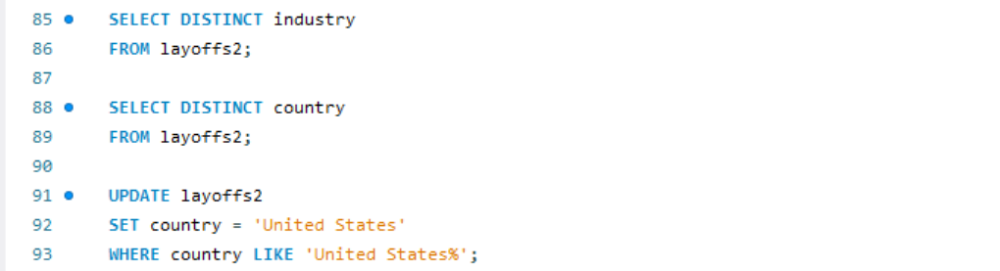 85 SELECT DISTINCT industry
86 FROM layoffs2;
87
88 SELECT DISTINCT country
89 FROM layoffs2;
90
91 UPDATE layoffs2
92 SET country = 'United States'
93 WHERE country LIKE 'United States%';